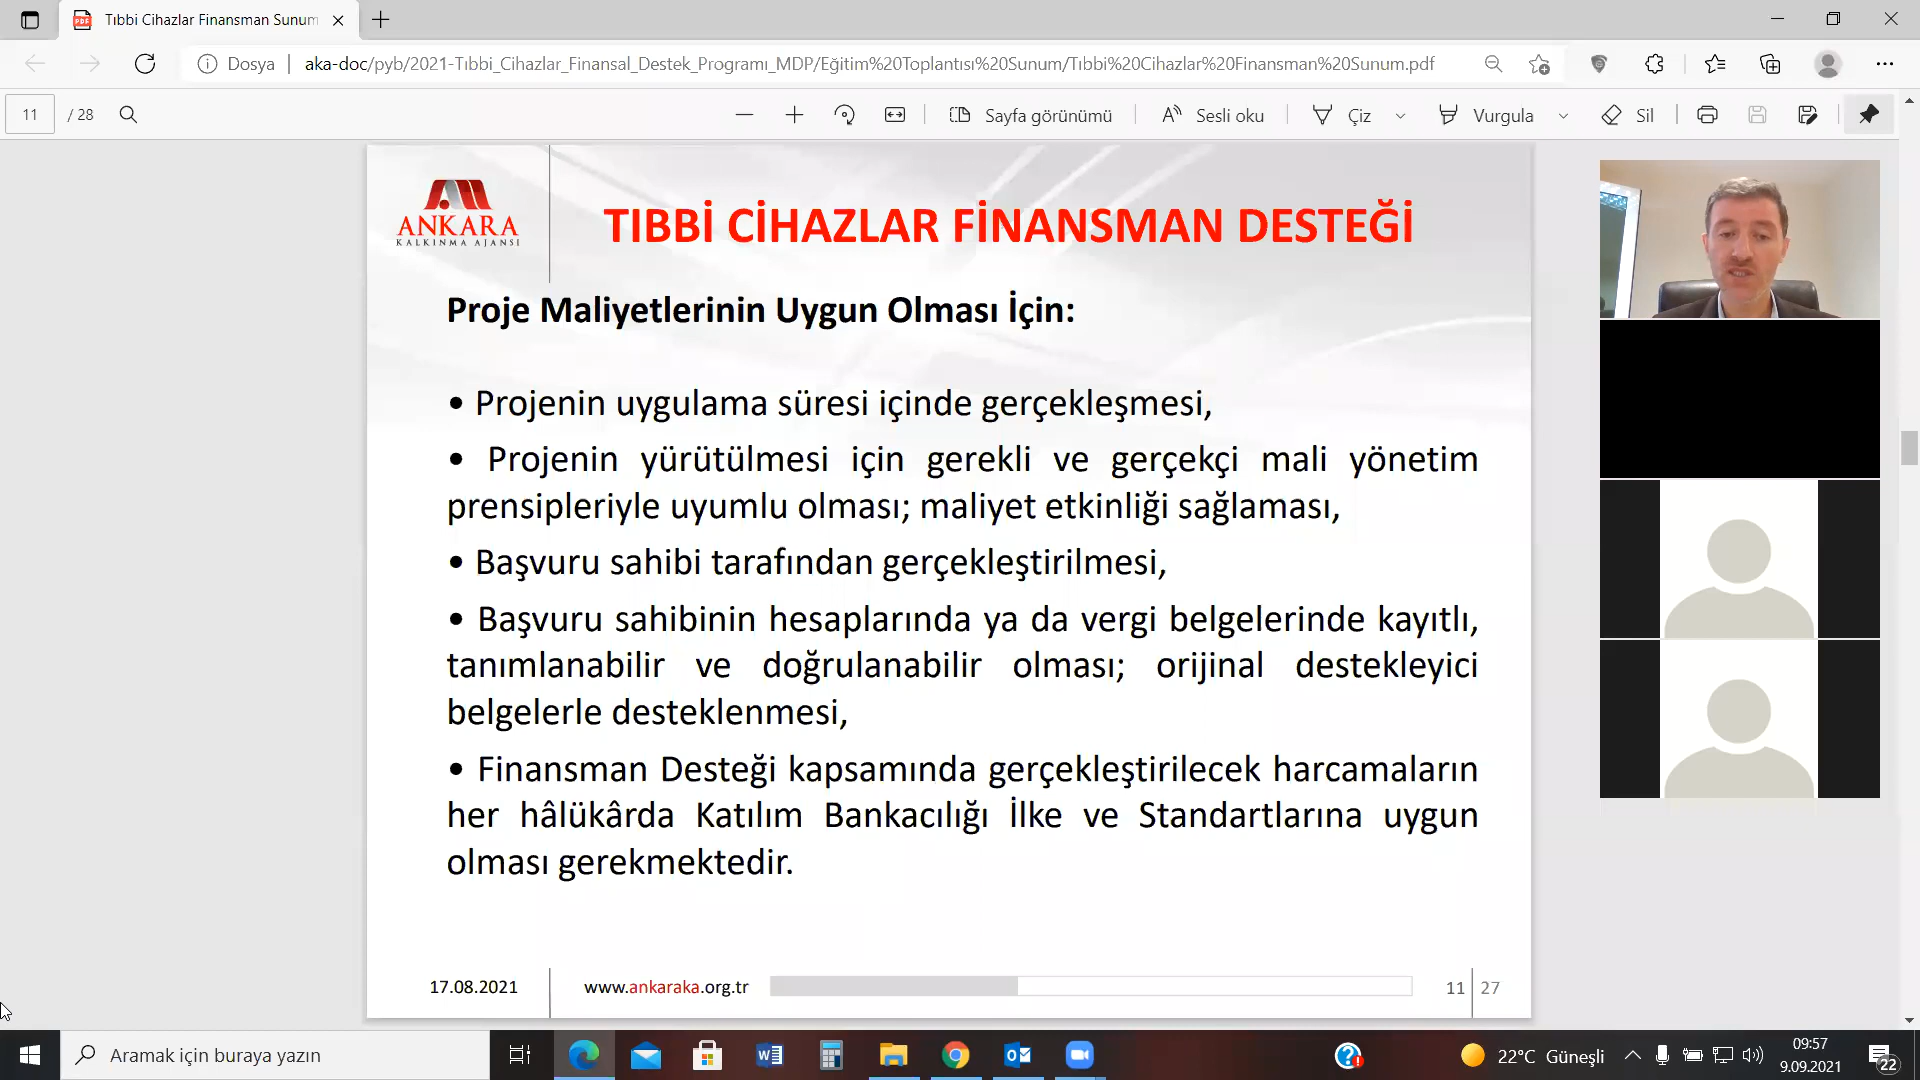 Tıbbi Cihazlar Finansman Sunum
Dosya
aka-doc/pyb/2021-Tıbbi_Cihazlar_Finansal_Destek_Programı_MDP/Eğitim%20Toplantısı%20Sunum/Tıbbi%20Cihazlar%20Finansman%20Sunum.pdf
11 / 28
Sayfa görünümü
Sesli oku
Çiz
Vurgula
Sil
ANKARA
KALKINMA AJANSI
TIBBİ CİHAZLAR FİNANSMAN DESTEĞİ
Proje Maliyetlerinin Uygun Olması İçin:
• Projenin uygulama süresi içinde gerçekleşmesi,
• Projenin yürütülmesi için gerekli ve gerçekçi mali yönetim
prensipleriyle uyumlu olması; maliyet etkinliği sağlaması,
• Başvuru sahibi tarafından gerçekleştirilmesi,
• Başvuru sahibinin hesaplarında ya da vergi belgelerinde kayıtlı,
tanımlanabilir ve doğrulanabilir olması; orijinal destekleyici
belgelerle desteklenmesi,
• Finansman Desteği kapsamında gerçekleştirilecek harcamaların
her hâlükârda Katılım Bankacılığı İlke ve Standartlarına uygun
olması gerekmektedir.
17.08.2021
www.ankaraka.org.tr
11 27
Aramak için buraya yazın
22°C Güneşli
09:57
9.09.2021
22